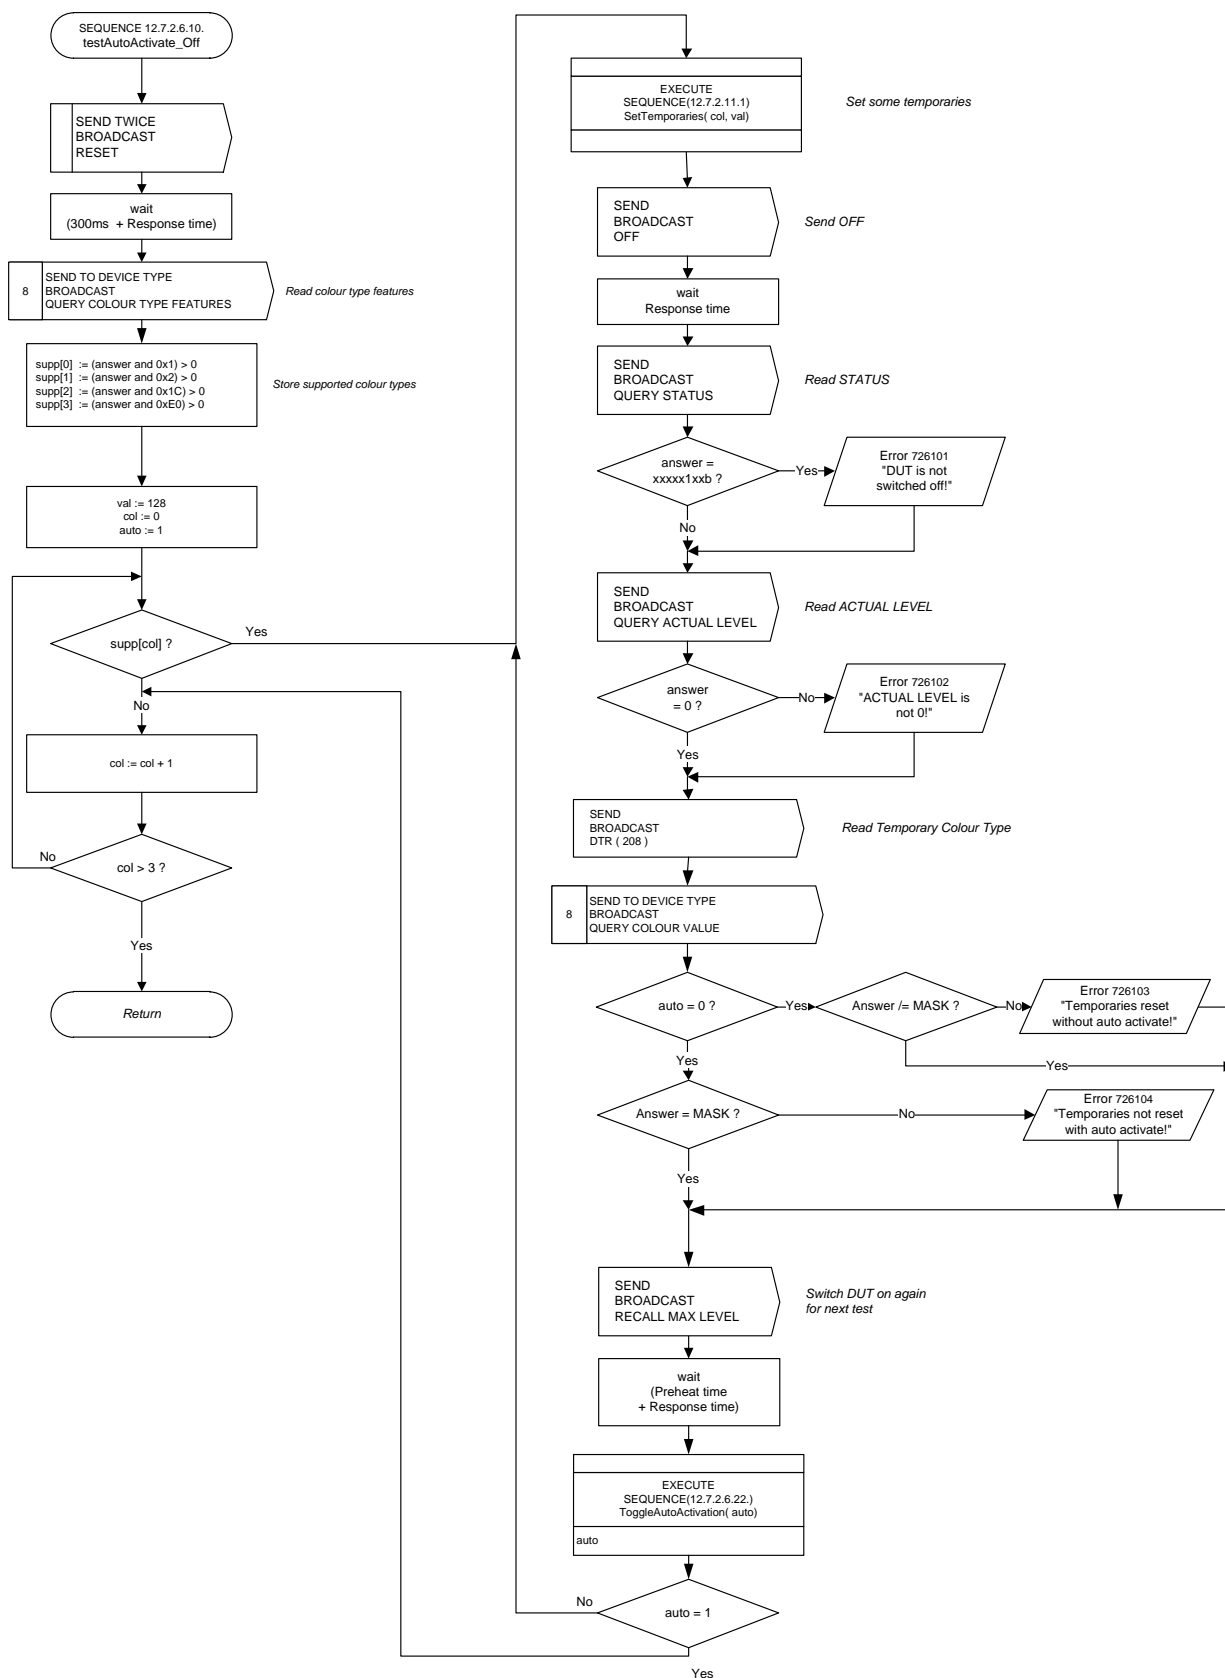 SEQUENCE 12.7.2.6.10.
testAutoActivate_Off
SEND TWICE
BROADCAST
RESET
wait
(300ms + Response time)
8
SEND TO DEVICE TYPE
BROADCAST
QUERY COLOUR TYPE FEATURES
Read colour type features
supp[0] := (answer and 0x1) > 0
supp[1] := (answer and 0x2) > 0
supp[2] := (answer and 0x1C) > 0
supp[3] := (answer and 0xE0) > 0
Store supported colour types
val := 128
col := 0
auto := 1
supp[col] ?
Yes
No
col := col + 1
col > 3 ?
No
Yes
Return
EXECUTE
SEQUENCE(12.7.2.11.1)
SetTemporaries( col, val)
Set some temporaries
SEND
BROADCAST
OFF
Send OFF
wait
Response time
SEND
BROADCAST
QUERY STATUS
Read STATUS
answer =
xxxxx1xxb ?
Yes
Error 726101
"DUT is not
switched off!"
No
SEND
BROADCAST
QUERY ACTUAL LEVEL
Read ACTUAL LEVEL
answer
= 0 ?
No
Error 726102
"ACTUAL LEVEL is
not 0!"
Yes
SEND
BROADCAST
DTR ( 208 )
Read Temporary Colour Type
8
SEND TO DEVICE TYPE
BROADCAST
QUERY COLOUR VALUE
auto = 0 ?
Yes
Answer /= MASK ?
No
Error 726103
"Temporaries reset
without auto activate!"
Yes
Yes
Answer = MASK ?
No
Error 726104
"Temporaries not reset
with auto activate!"
Yes
SEND
BROADCAST
RECALL MAX LEVEL
Switch DUT on again
for next test
wait
(Preheat time
+ Response time)
EXECUTE
SEQUENCE(12.7.2.6.22.)
ToggleAutoActivation( auto)
auto
auto = 1
No
Yes